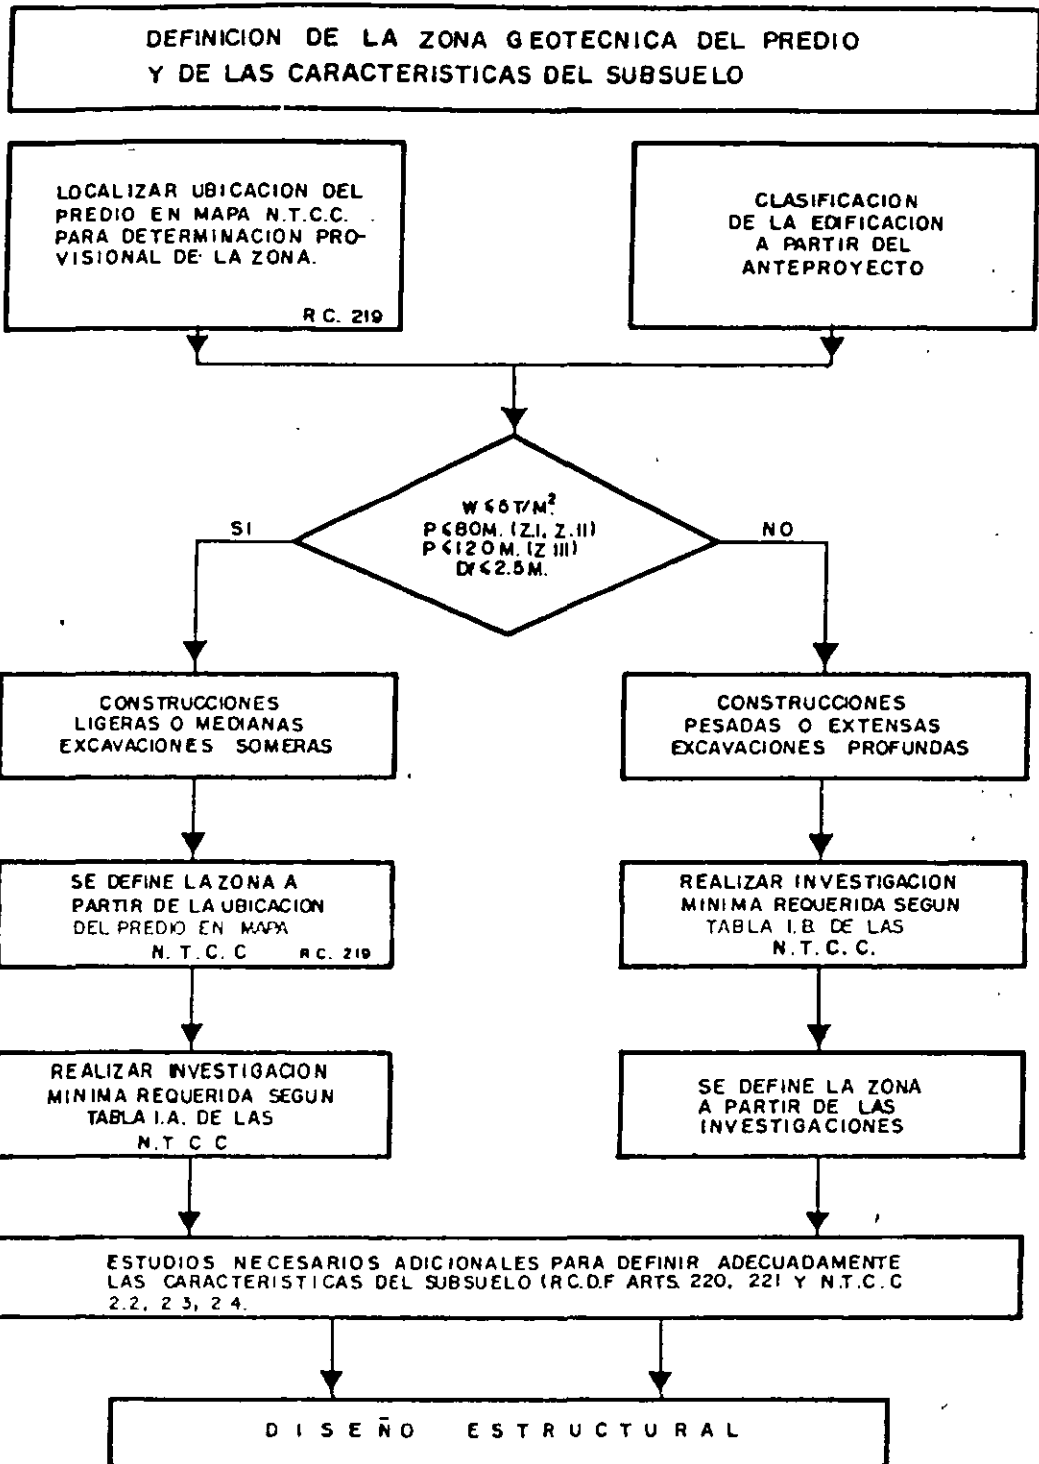 DEFINICION DE LA ZONA GEOTECNICA DEL PREDIO
Y DE LAS CARACTERISTICAS DEL SUBSUELO
LOCALIZAR UBICACION DEL
PREDIO EN MAPA N.T.C.C.
PARA DETERMINACION PRO-
VISIONAL DE LA ZONA.
R C. 219
CLASIFICACION
DE LA EDIFICACION
A PARTIR DEL
ANTEPROYECTO
W ≤ 5 T/M².
P ≤ 80M. (Z.I, Z.II)
P ≤ 120M. (Z III)
Df ≤ 2.5M.
SI
NO
CONSTRUCCIONES
LIGERAS O MEDIANAS
EXCAVACIONES SOMERAS
CONSTRUCCIONES
PESADAS O EXTENSAS
EXCAVACIONES PROFUNDAS
SE DEFINE LA ZONA A
PARTIR DE LA UBICACION
DEL PREDIO EN MAPA
N. T. C. C R C. 219
REALIZAR INVESTIGACION
MINIMA REQUERIDA SEGUN
TABLA I.B. DE LAS
N.T.C.C.
REALIZAR INVESTIGACION
MINIMA REQUERIDA SEGUN
TABLA I.A. DE LAS
N.T C C
SE DEFINE LA ZONA
A PARTIR DE LAS
INVESTIGACIONES
ESTUDIOS NECESARIOS ADICIONALES PARA DEFINIR ADECUADAMENTE
LAS CARACTERISTICAS DEL SUBSUELO (R C.D.F ARTS. 220, 221 Y N.T.C.C
2.2, 2 3, 2 4.
DISEÑO ESTRUCTURAL